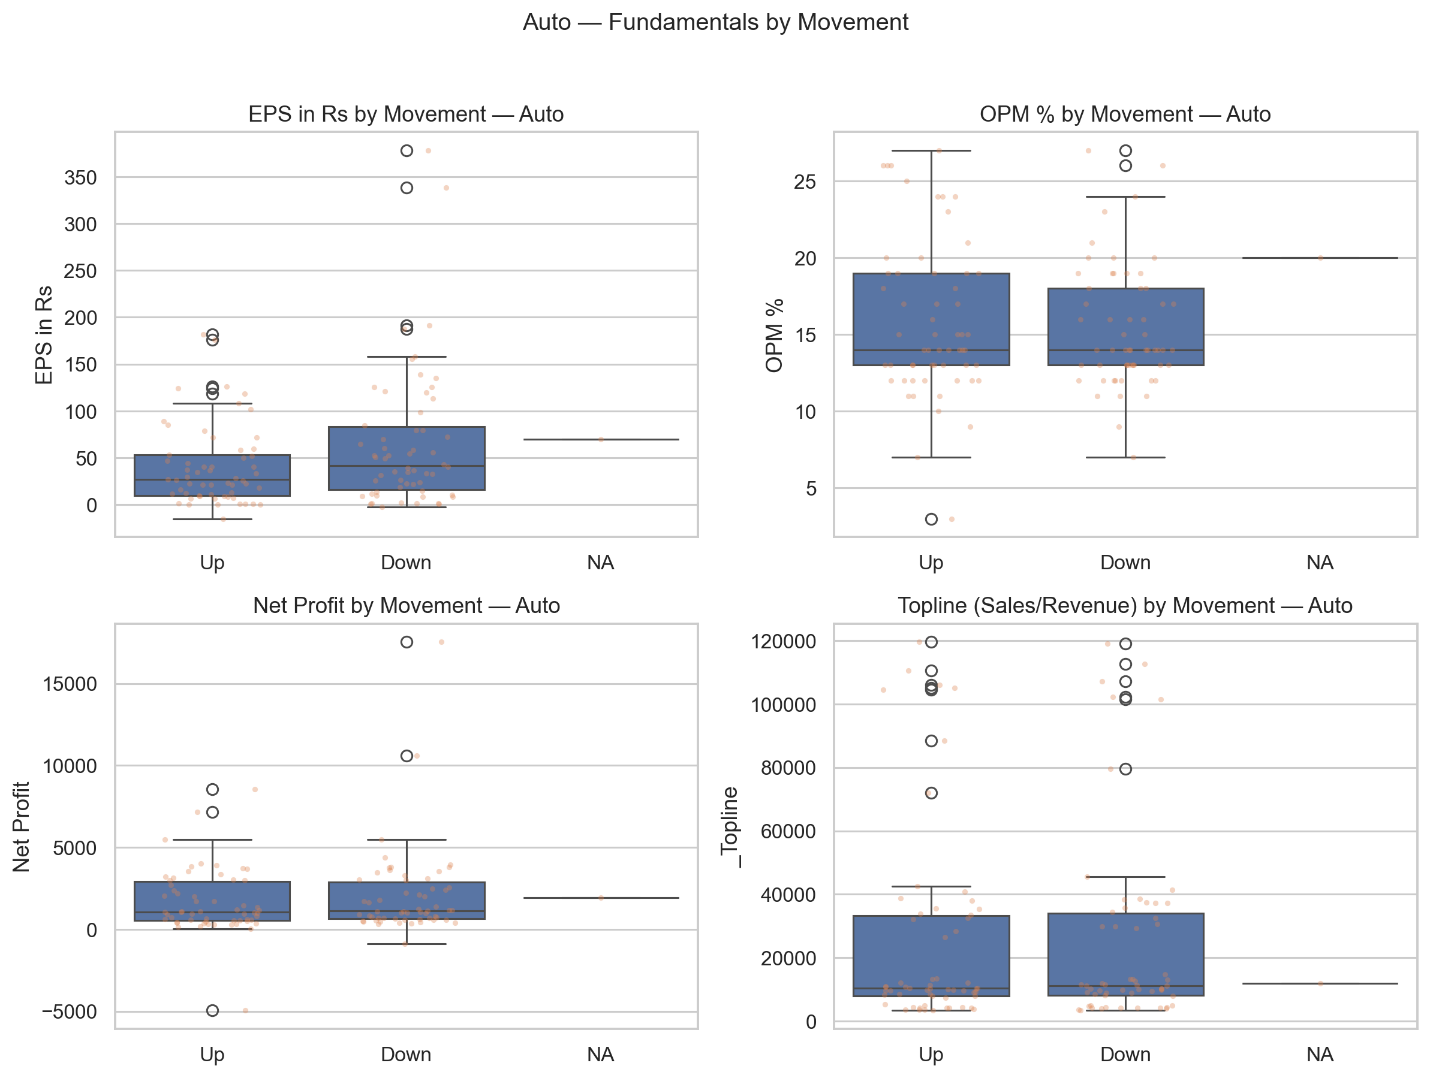 Auto — Fundamentals by Movement
EPS in Rs by Movement — Auto
EPS in Rs
350
300
250
200
150
100
50
0
Up
Down
NA
OPM % by Movement — Auto
OPM %
25
20
15
10
5
Up
Down
NA
Net Profit by Movement — Auto
Net Profit
15000
10000
5000
0
−5000
Up
Down
NA
Topline (Sales/Revenue) by Movement — Auto
_Topline
120000
100000
80000
60000
40000
20000
0
Up
Down
NA